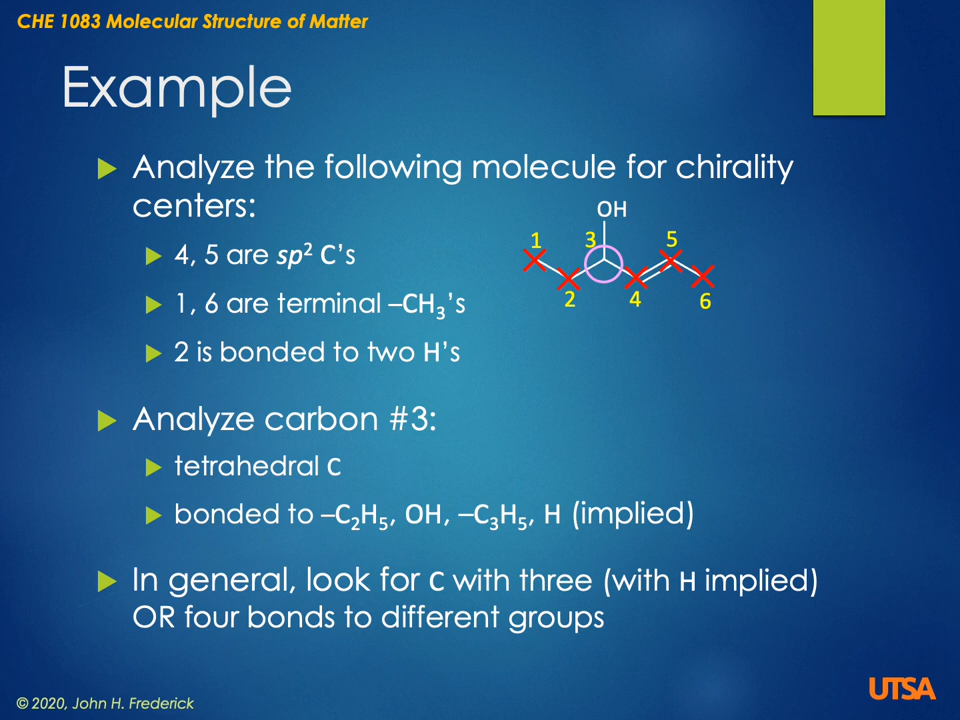 CHE 1083 Molecular Structure of Matter
Example
Analyze the following molecule for chirality
centers:
OH
1 3 5
2 4 6
4, 5 are sp² C's
1, 6 are terminal –CH₃'s
2 is bonded to two H's
Analyze carbon #3:
tetrahedral C
bonded to –C₂H₅, OH, –C₃H₅, H (implied)
In general, look for C with three (with H implied)
OR four bonds to different groups
UTSA
© 2020, John H. Frederick